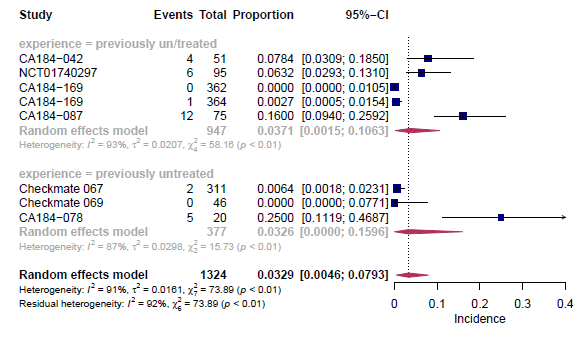 Study Events Total Proportion 95%−CI
experience = previously un/treated
CA184−042 4 51 0.0784 [0.0309; 0.1850]
NCT01740297 6 95 0.0632 [0.0293; 0.1310]
CA184−169 0 362 0.0000 [0.0000; 0.0105]
CA184−169 1 364 0.0027 [0.0005; 0.0154]
CA184−087 12 75 0.1600 [0.0940; 0.2592]
Random effects model 947 0.0371 [0.0015; 0.1063]
Heterogeneity: I² = 93%, τ² = 0.0207, χ²₄ = 58.16 (p < 0.01)
experience = previously untreated
Checkmate 067 2 311 0.0064 [0.0018; 0.0231]
Checkmate 069 0 46 0.0000 [0.0000; 0.0771]
CA184−078 5 20 0.2500 [0.1119; 0.4687]
Random effects model 377 0.0326 [0.0000; 0.1596]
Heterogeneity: I² = 87%, τ² = 0.0298, χ²₂ = 15.73 (p < 0.01)
Random effects model 1324 0.0329 [0.0046; 0.0793]
Heterogeneity: I² = 91%, τ² = 0.0161, χ²₇ = 73.89 (p < 0.01)
Residual heterogeneity: I² = 92%, χ²₆ = 73.89 (p < 0.01)
0 0.1 0.2 0.3 0.4
Incidence